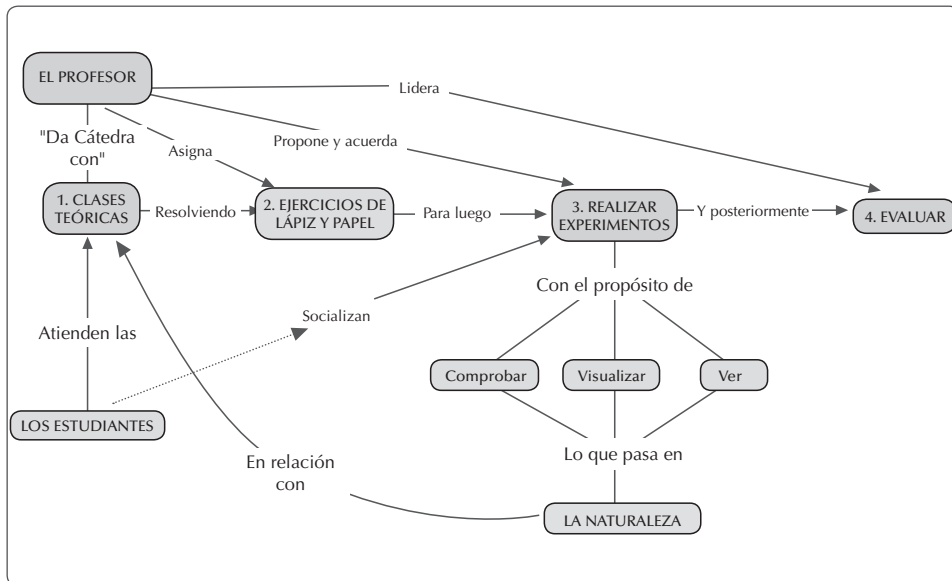 EL PROFESOR
Lidera
"Da Cátedra
con"
Asigna
Propone y acuerda
1. CLASES
TEÓRICAS
Resolviendo
2. EJERCICIOS DE
LÁPIZ Y PAPEL
Para luego
3. REALIZAR
EXPERIMENTOS
Y posteriormente
4. EVALUAR
Con el propósito de
Socializan
Atienden las
Comprobar
Visualizar
Ver
LOS ESTUDIANTES
Lo que pasa en
En relación
con
LA NATURALEZA